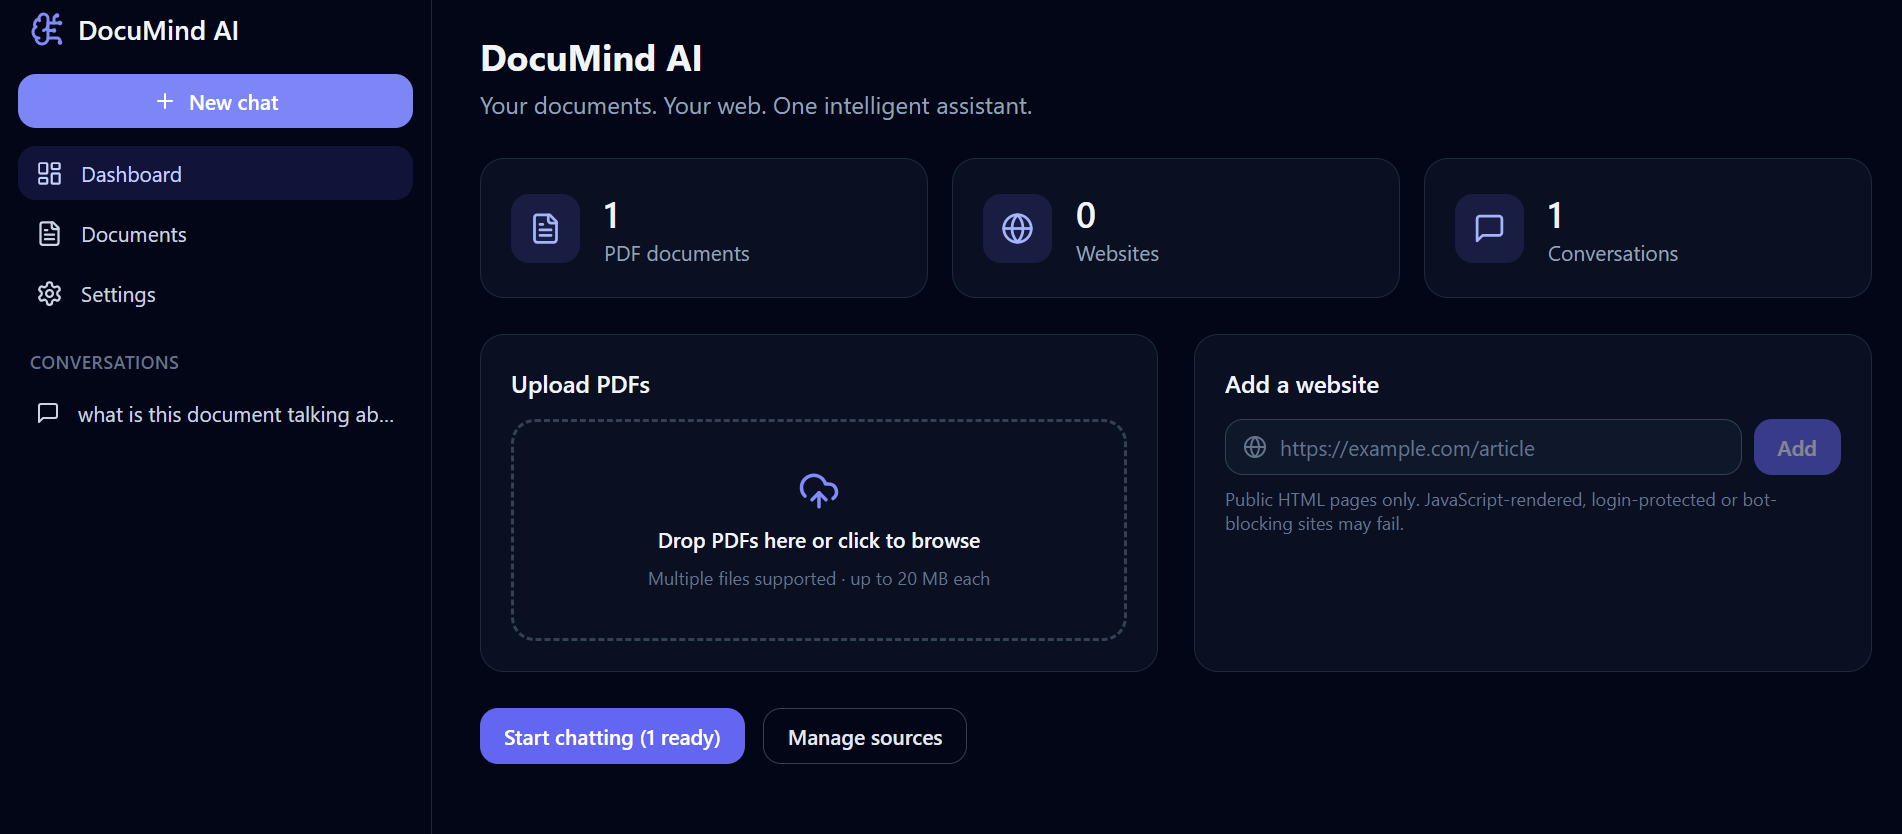 DocuMind AI
New chat
Dashboard
Documents
Settings
CONVERSATIONS
what is this document talking ab...
DocuMind AI
Your documents. Your web. One intelligent assistant.
1
PDF documents
0
Websites
1
Conversations
Upload PDFs
Drop PDFs here or click to browse
Multiple files supported · up to 20 MB each
Add a website
https://example.com/article
Add
Public HTML pages only. JavaScript-rendered, login-protected or bot-
blocking sites may fail.
Start chatting (1 ready)
Manage sources